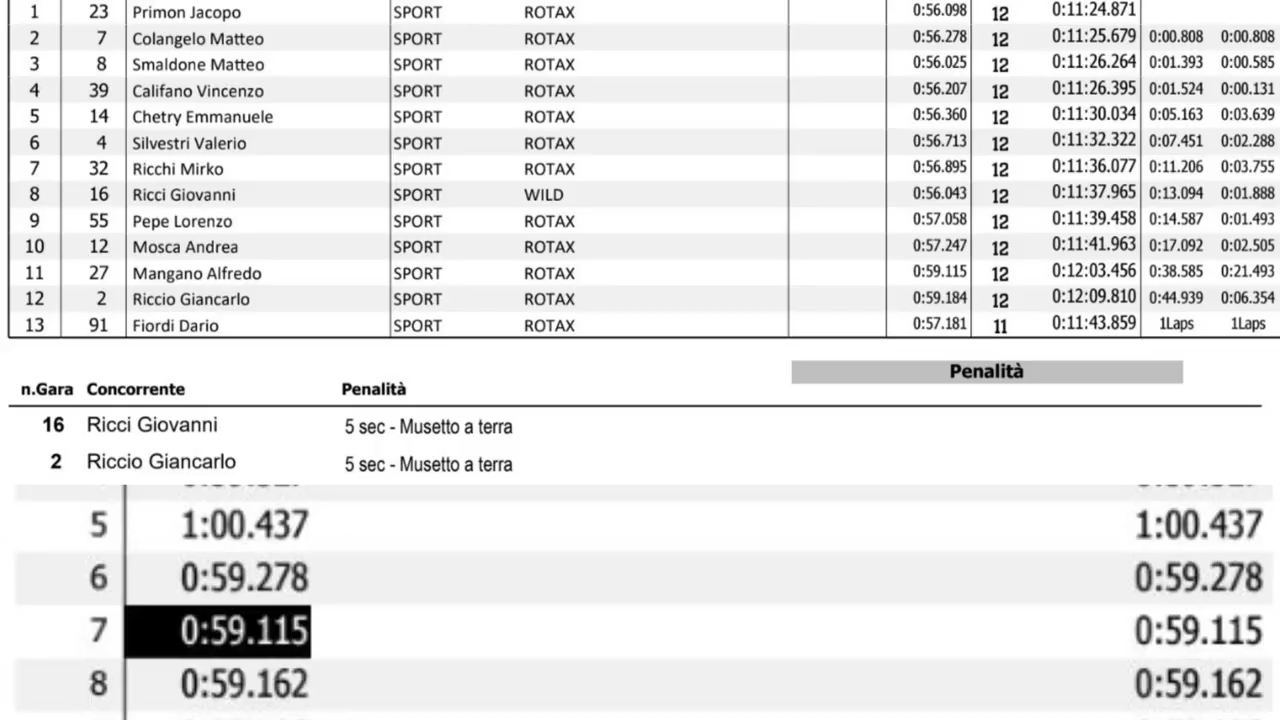 1 23 Primon Jacopo SPORT ROTAX 0:56.098 12 0:11:24.871
2 7 Colangelo Matteo SPORT ROTAX 0:56.278 12 0:11:25.679 0:00.808 0:00.808
3 8 Smaldone Matteo SPORT ROTAX 0:56.025 12 0:11:26.264 0:01.393 0:00.585
4 39 Califano Vincenzo SPORT ROTAX 0:56.207 12 0:11:26.395 0:01.524 0:00.131
5 14 Chetry Emmanuele SPORT ROTAX 0:56.360 12 0:11:30.034 0:05.163 0:03.639
6 4 Silvestri Valerio SPORT ROTAX 0:56.713 12 0:11:32.322 0:07.451 0:02.288
7 32 Ricchi Mirko SPORT ROTAX 0:56.895 12 0:11:36.077 0:11.206 0:03.755
8 16 Ricci Giovanni SPORT WILD 0:56.043 12 0:11:37.965 0:13.094 0:01.888
9 55 Pepe Lorenzo SPORT ROTAX 0:57.058 12 0:11:39.458 0:14.587 0:01.493
10 12 Mosca Andrea SPORT ROTAX 0:57.247 12 0:11:41.963 0:17.092 0:02.505
11 27 Mangano Alfredo SPORT ROTAX 0:59.115 12 0:12:03.456 0:38.585 0:21.493
12 2 Riccio Giancarlo SPORT ROTAX 0:59.184 12 0:12:09.810 0:44.939 0:06.354
13 91 Fiordi Dario SPORT ROTAX 0:57.181 11 0:11:43.859 1Laps 1Laps
Penalità
n.Gara Concorrente Penalità
16 Ricci Giovanni 5 sec - Musetto a terra
2 Riccio Giancarlo 5 sec - Musetto a terra
5 1:00.437 1:00.437
6 0:59.278 0:59.278
7 0:59.115 0:59.115
8 0:59.162 0:59.162